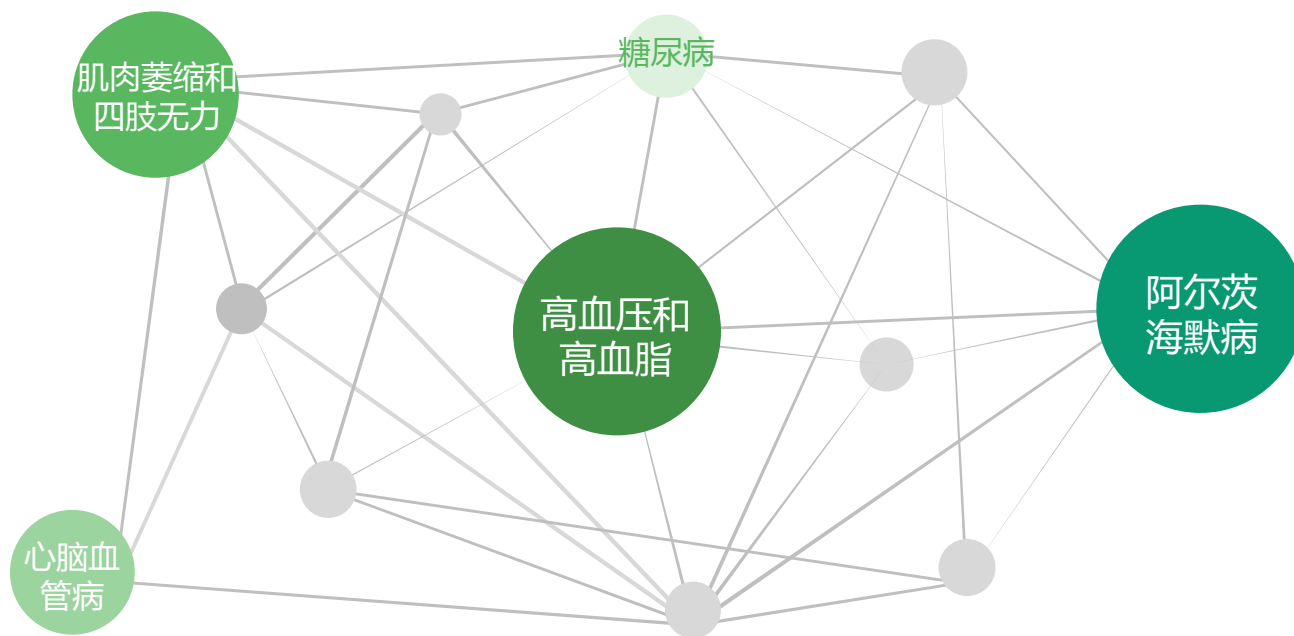 糖尿病
肌肉萎缩和
四肢无力
高血压和
高血脂
阿尔茨
海默病
心脑血
管病